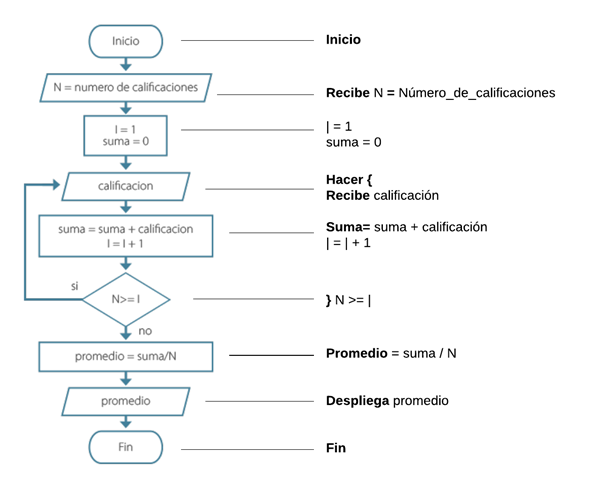 Inicio
Inicio
N = numero de calificaciones
Recibe N = Número_de_calificaciones
I = 1
suma = 0
| = 1
suma = 0
calificacion
Hacer {
Recibe calificación
suma = suma + calificacion
I = I + 1
Suma= suma + calificación
| = | + 1
si
N>= I
no
} N >= |
promedio = suma/N
Promedio = suma / N
promedio
Despliega promedio
Fin
Fin